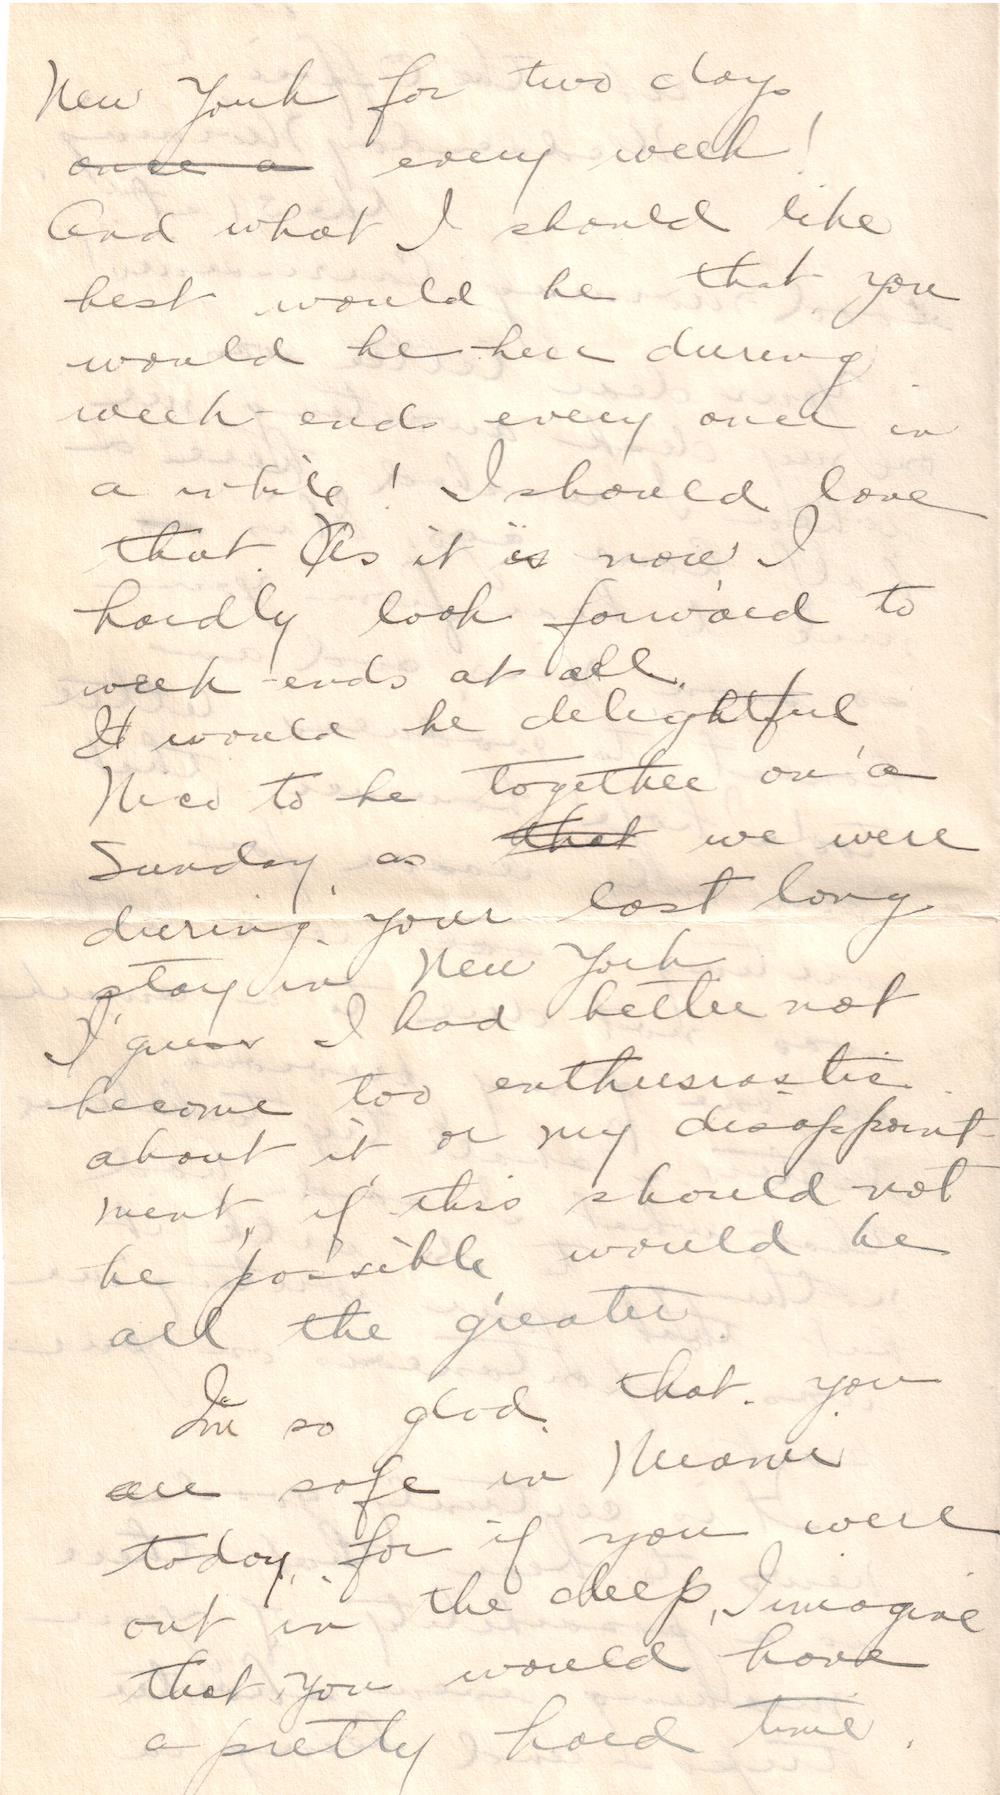 New York for two days
once a every week!
And what I should like
best would be that you
would be here during
week-ends every once in
a while! I should love
that. As it is now I
hardly look forward to
week-ends at all.
It would be delightful
Nico to be together on a
Sunday as that we were
during your last long
stay in New York.
I guess I had better not
become too enthusiastic
about it or my disappoint
ment, if this should not
be possible would be
all the greater.
I'm so glad that you
are safe in Miami
today, for if you were
out in the deep, I imagine
that you would have
a pretty hard time.